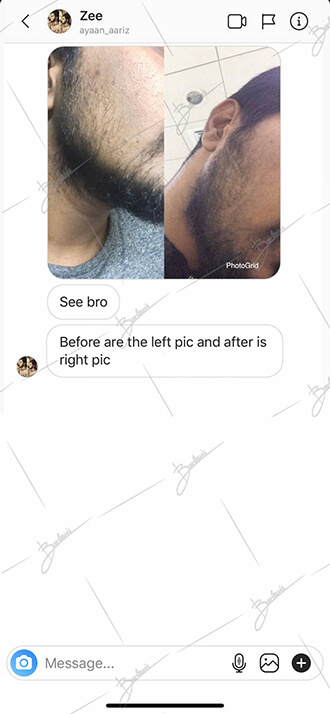 Zee
ayaan_aariz
PhotoGrid
See bro
Before are the left pic and after is
right pic
Message...